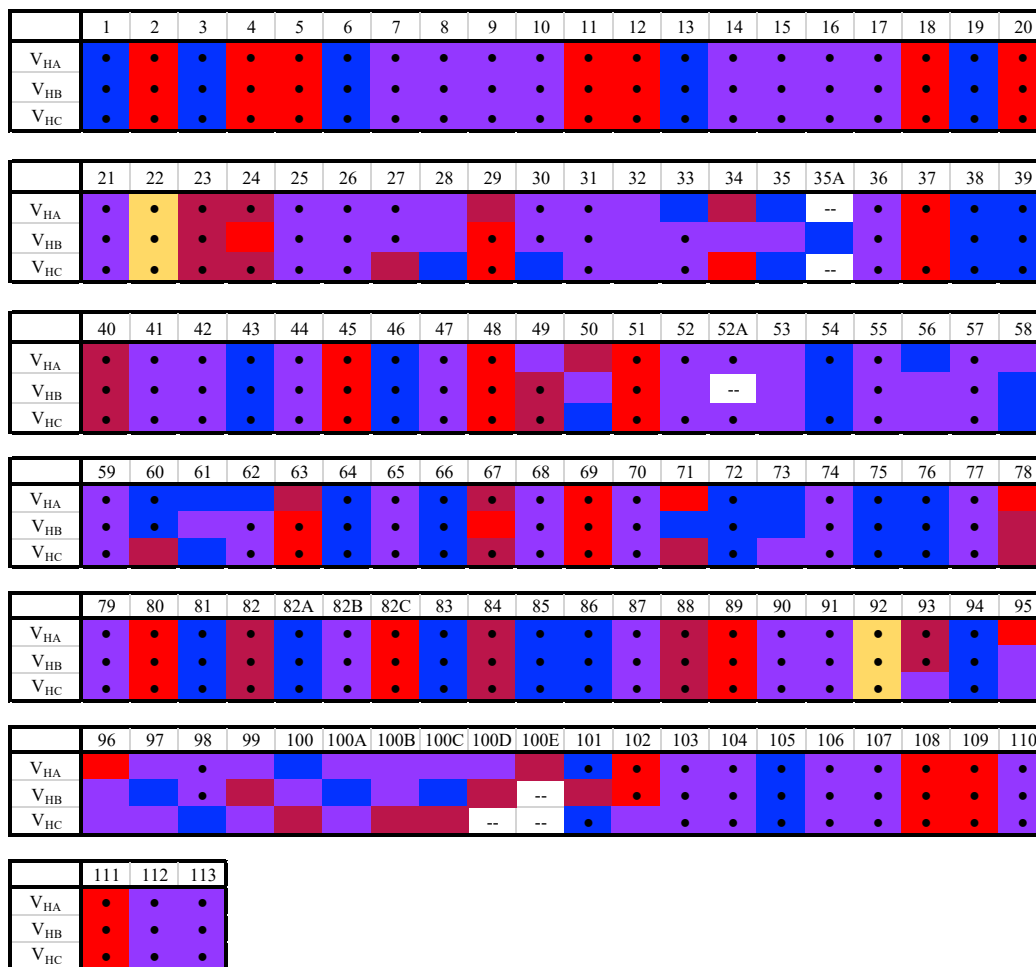 1 2 3 4 5 6 7 8 9 10 11 12 13 14 15 16 17 18 19 20
VHA • • • • • • • • • • • • • • • • • • • •
VHB • • • • • • • • • • • • • • • • • • • •
VHC • • • • • • • • • • • • • • • • • • • •
21 22 23 24 25 26 27 28 29 30 31 32 33 34 35 35A 36 37 38 39
VHA • • • • • • • • • -- • • • •
VHB • • • • • • • • • • • • •
VHC • • • • • • • • • -- • • •
40 41 42 43 44 45 46 47 48 49 50 51 52 52A 53 54 55 56 57 58
VHA • • • • • • • • • • • • • • •
VHB • • • • • • • • • • • -- • •
VHC • • • • • • • • • • • • • • • •
59 60 61 62 63 64 65 66 67 68 69 70 71 72 73 74 75 76 77 78
VHA • • • • • • • • • • • • • •
VHB • • • • • • • • • • • • • • •
VHC • • • • • • • • • • • • • • •
79 80 81 82 82A 82B 82C 83 84 85 86 87 88 89 90 91 92 93 94 95
VHA • • • • • • • • • • • • • • • • • • •
VHB • • • • • • • • • • • • • • • • • • •
VHC • • • • • • • • • • • • • • • • • •
96 97 98 99 100 100A 100B 100C 100D 100E 101 102 103 104 105 106 107 108 109 110
VHA • • • • • • • • • • •
VHB • -- • • • • • • • • •
VHC -- -- • • • • • • • • •
111 112 113
VHA • • •
VHB • • •
VHC • • •